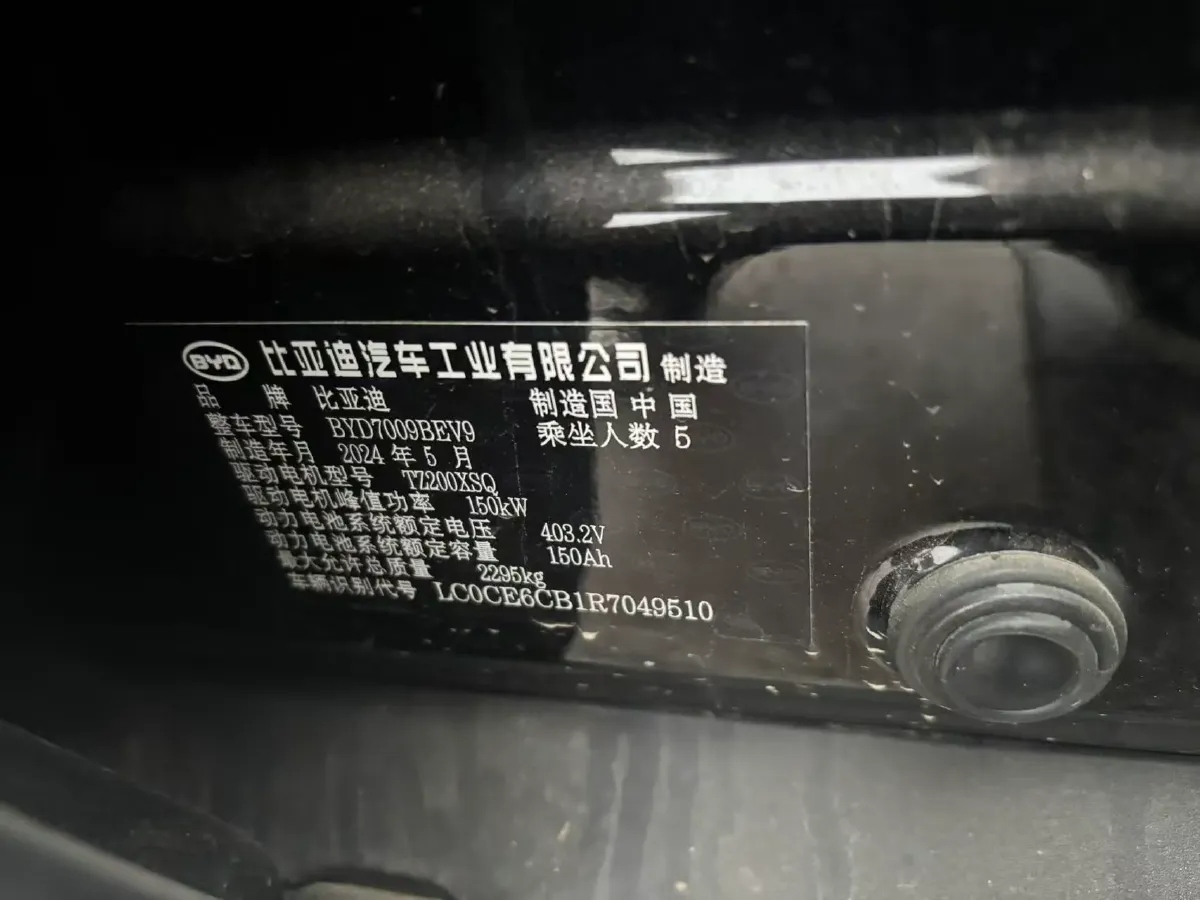 BYD 比亚迪汽车工业有限公司 制造
品 牌 比亚迪 制造国 中 国
整车型号 BYD7009BEV9 乘坐人数 5
制造年月 2024 年 5 月
驱动电机型号 TZ200XSQ
驱动电机峰值功率 150kW
动力电池系统额定电压 403.2V
动力电池系统额定容量 150Ah
最大允许总质量 2295kg
车辆识别代号 LC0CE6CB1R7049510